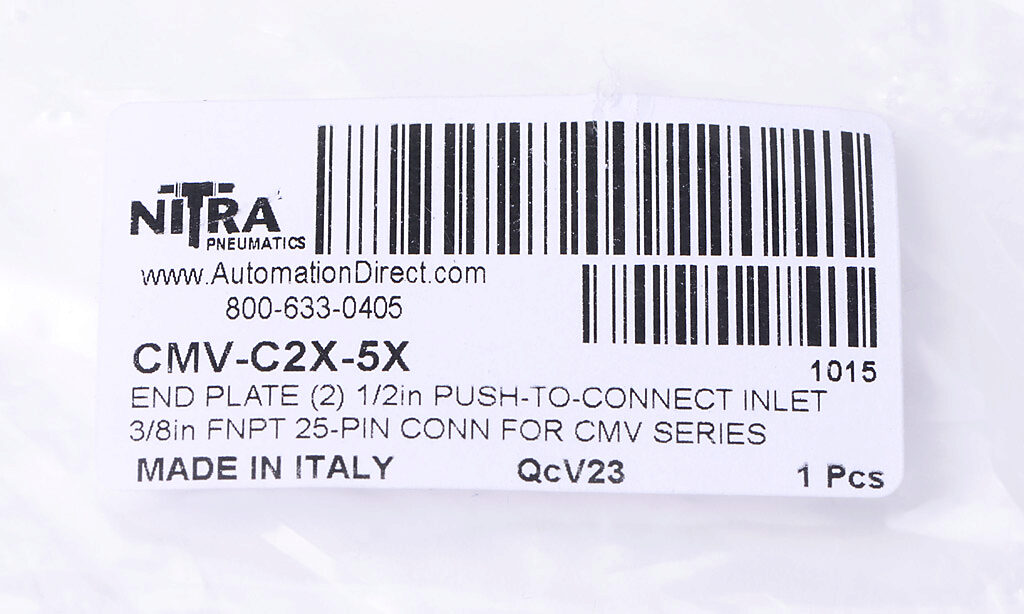 NITRA
PNEUMATICS
www.AutomationDirect.com
800-633-0405
CMV-C2X-5X
1015
END PLATE (2) 1/2in PUSH-TO-CONNECT INLET
3/8in FNPT 25-PIN CONN FOR CMV SERIES
MADE IN ITALY QcV23 1 Pcs